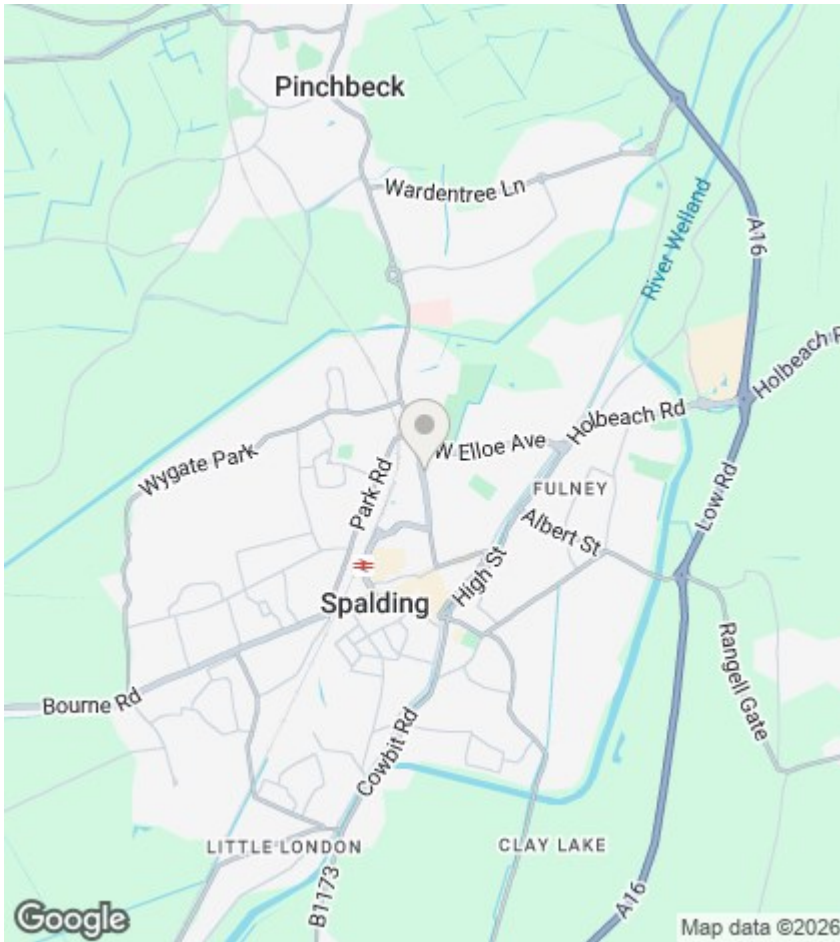 Pinchbeck
Wardentree Ln
River Welland
A16
Holbeach R
Holbeach Rd
W Elloe Ave
Wygate Park
Park Rd
FULNEY
Low Rd
Albert St
High St
Spalding
Rangell Gate
Bourne Rd
Cowbit Rd
LITTLE LONDON
CLAY LAKE
B1173
A16
Google
Map data ©2026